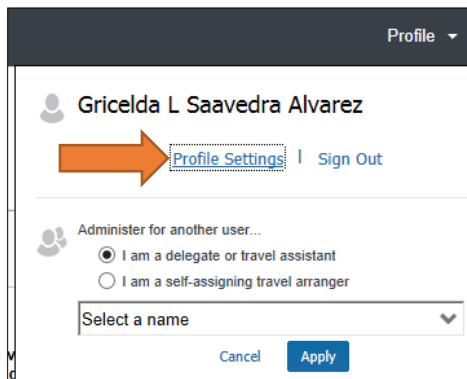 Profile
Gricelda L Saavedra Alvarez
Profile Settings | Sign Out
Administer for another user...
I am a delegate or travel assistant
I am a self-assigning travel arranger
Select a name
Cancel Apply